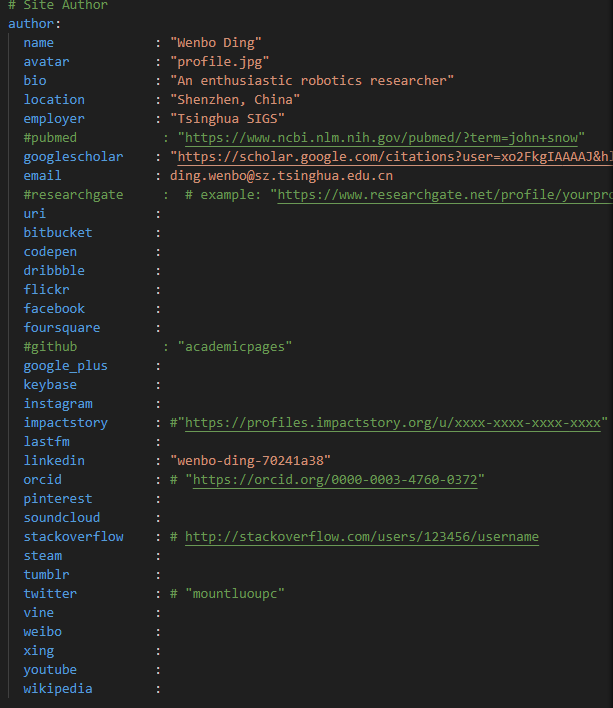 # Site Author
author:
name : "Wenbo Ding"
avatar : "profile.jpg"
bio : "An enthusiastic robotics researcher"
location : "Shenzhen, China"
employer : "Tsinghua SIGS"
#pubmed : "https://www.ncbi.nlm.nih.gov/pubmed/?term=john+snow"
googlescholar : "https://scholar.google.com/citations?user=xo2FkgIAAAAJ&hl
email : ding.wenbo@sz.tsinghua.edu.cn
#researchgate : # example: "https://www.researchgate.net/profile/yourpro
uri :
bitbucket :
codepen :
dribbble :
flickr :
facebook :
foursquare :
#github : "academicpages"
google_plus :
keybase :
instagram :
impactstory : #"https://profiles.impactstory.org/u/xxxx-xxxx-xxxx-xxxx"
lastfm :
linkedin : "wenbo-ding-70241a38"
orcid : # "https://orcid.org/0000-0003-4760-0372"
pinterest :
soundcloud :
stackoverflow : # http://stackoverflow.com/users/123456/username
steam :
tumblr :
twitter : # "mountluoupc"
vine :
weibo :
xing :
youtube :
wikipedia :